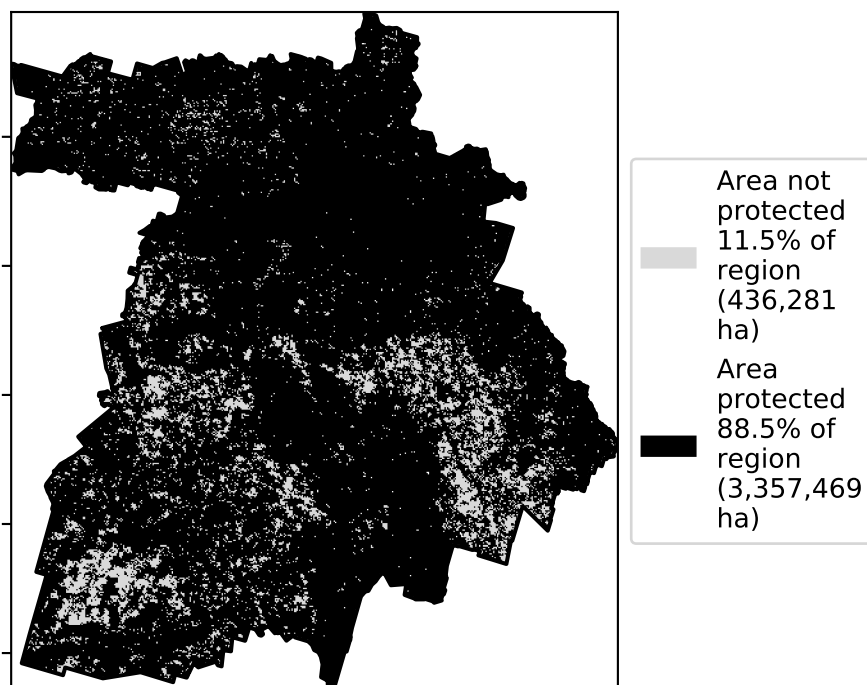 Area not
protected
11.5% of
region
(436,281
ha)
Area
protected
88.5% of
region
(3,357,469
ha)